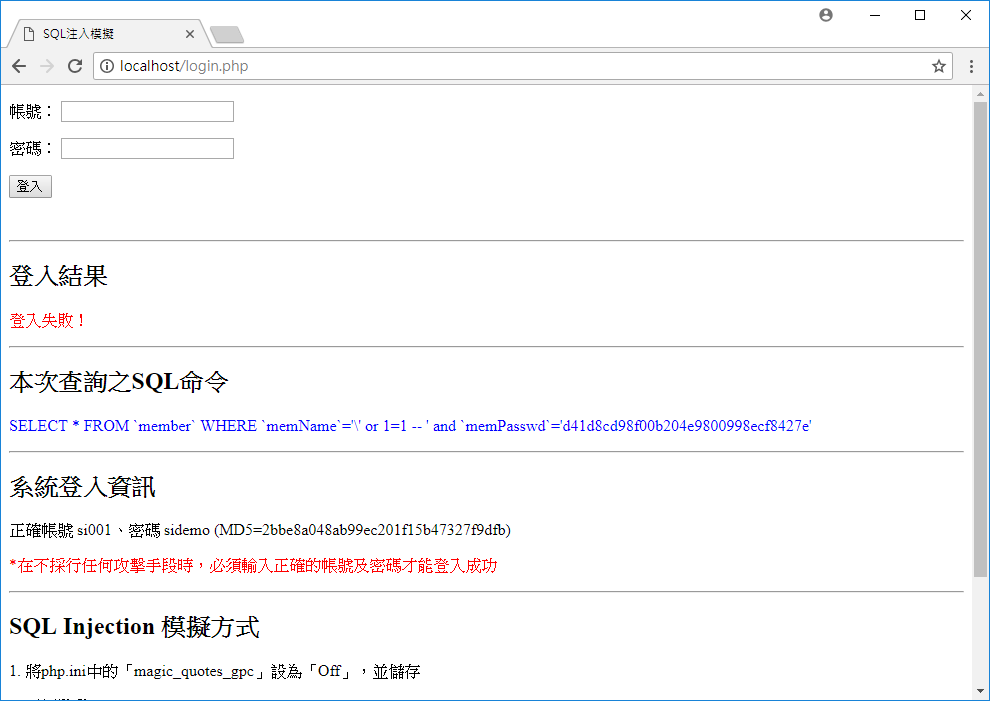 SQL注入模擬
localhost/login.php
帳號：
密碼：
登入
登入結果
登入失敗！
本次查詢之SQL命令
SELECT * FROM `member` WHERE `memName`='\' or 1=1 -- ' and `memPasswd`='d41d8cd98f00b204e9800998ecf8427e'
系統登入資訊
正確帳號 si001、密碼 sidemo (MD5=2bbe8a048ab99ec201f15b47327f9dfb)
*在不採行任何攻擊手段時，必須輸入正確的帳號及密碼才能登入成功
SQL Injection 模擬方式
1. 將php.ini中的「magic_quotes_gpc」設為「Off」，並儲存